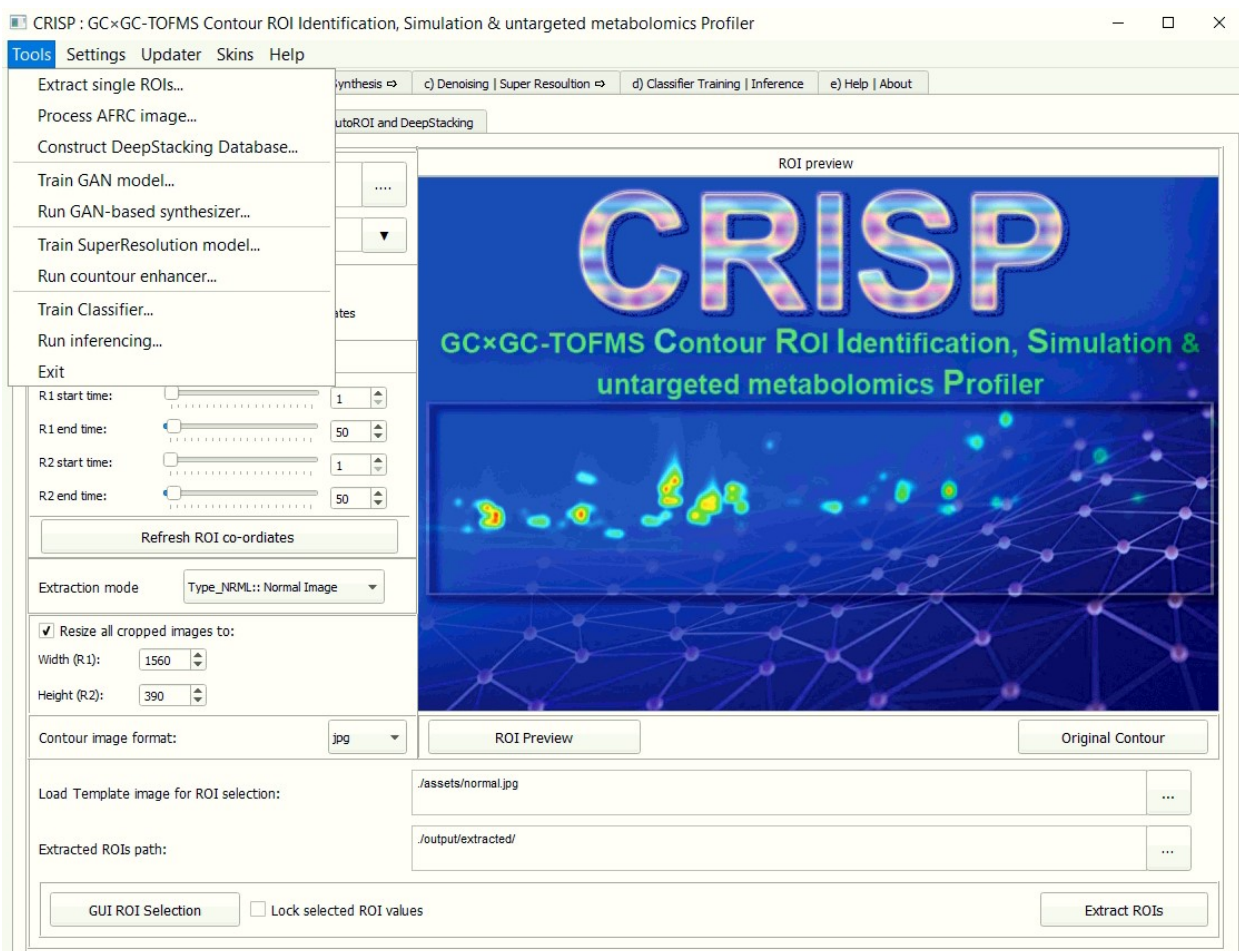 CRISP : GC×GC-TOFMS Contour ROI Identification, Simulation & untargeted metabolomics Profiler
Tools Settings Updater Skins Help
Extract single ROIs...
Process AFRC image...
Construct DeepStacking Database...
Train GAN model...
Run GAN-based synthesizer...
Train SuperResolution model...
Run countour enhancer...
Train Classifier...
Run inferencing...
Exit
c) Denoising | Super Resoultion ⇨ d) Classifier Training | Inference e) Help | About
DeepStacking
....
▼
ROI preview
CRISP
GC×GC-TOFMS Contour ROI Identification, Simulation &
untargeted metabolomics Profiler
R1 start time: 1
R1 end time: 50
R2 start time: 1
R2 end time: 50
Refresh ROI co-ordiates
Extraction mode Type_NRML:: Normal Image
Resize all cropped images to:
Width (R1): 1560
Height (R2): 390
Contour image format: jpg ROI Preview Original Contour
Load Template image for ROI selection: ./assets/normal.jpg ...
Extracted ROIs path: ./output/extracted/ ...
GUI ROI Selection Lock selected ROI values Extract ROIs